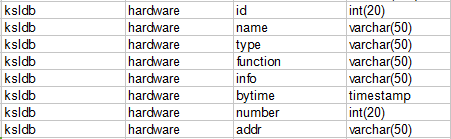 ksldb hardware id int(20)
ksldb hardware name varchar(50)
ksldb hardware type varchar(50)
ksldb hardware function varchar(50)
ksldb hardware info varchar(50)
ksldb hardware bytime timestamp
ksldb hardware number int(20)
ksldb hardware addr varchar(50)